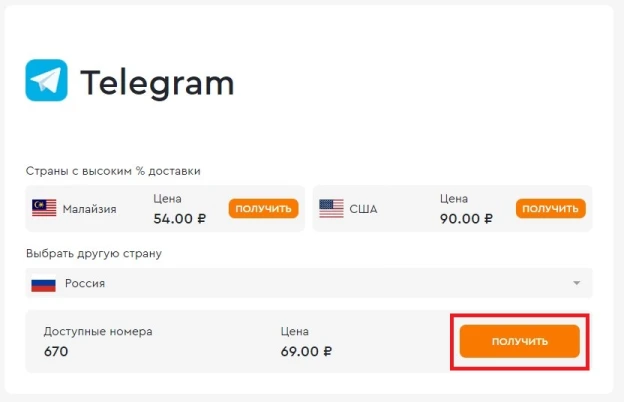 Telegram
Страны с высоким % доставки
Малайзия
Цена
54.00 ₽
ПОЛУЧИТЬ
США
Цена
90.00 ₽
ПОЛУЧИТЬ
Выбрать другую страну
Россия
Доступные номера
670
Цена
69.00 ₽
ПОЛУЧИТЬ